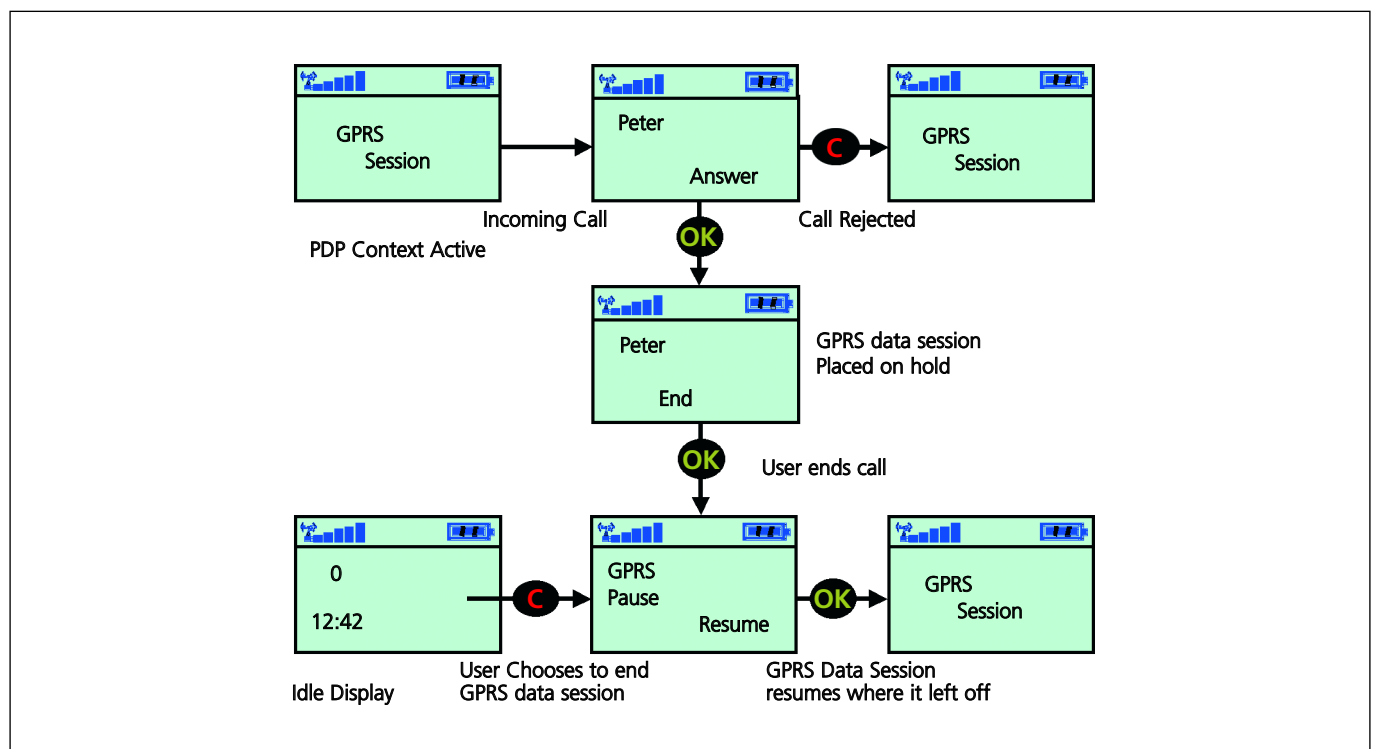 GPRS
Session
Peter
Answer
C
GPRS
Session
Incoming Call
Call Rejected
PDP Context Active
OK
Peter
End
GPRS data session
Placed on hold
OK
User ends call
0
12:42
C
GPRS
Pause
Resume
OK
GPRS
Session
Idle Display
User Chooses to end
GPRS data session
GPRS Data Session
resumes where it left off